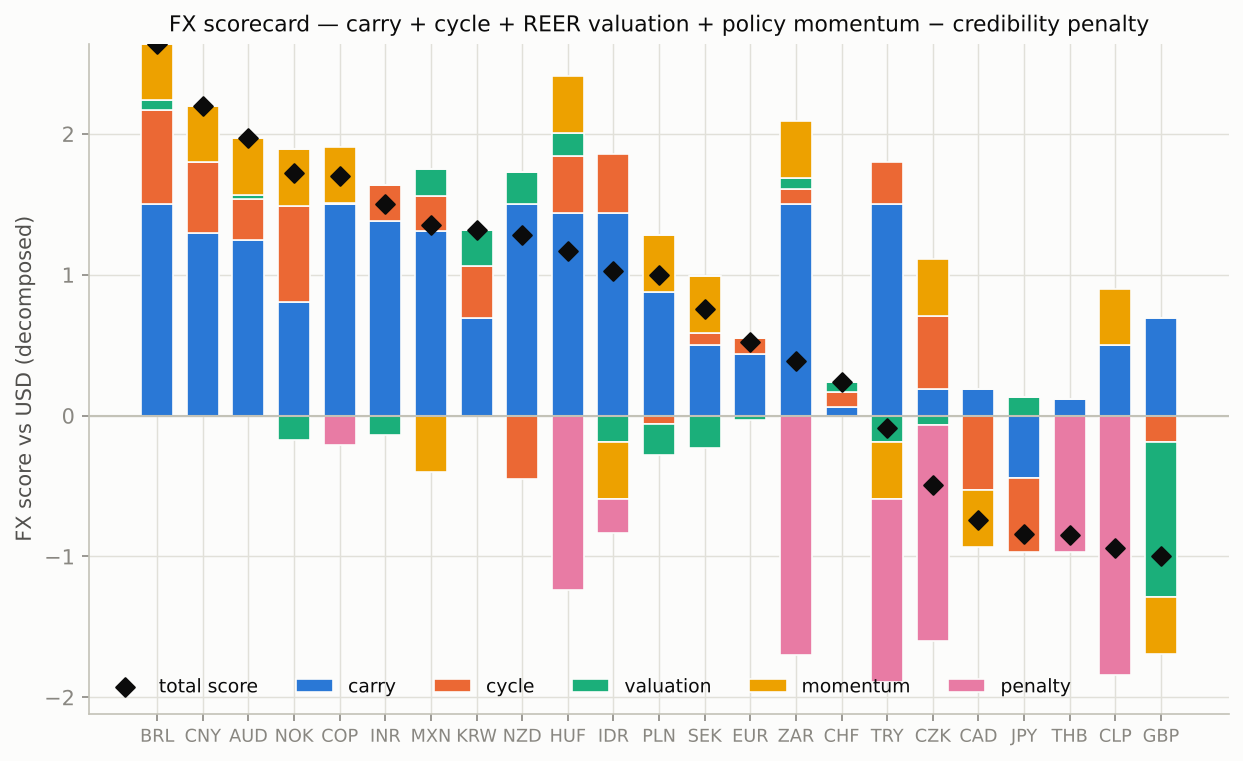 FX scorecard — carry + cycle + REER valuation + policy momentum − credibility penalty
FX score vs USD (decomposed)
2
1
0
−1
−2
total score carry cycle valuation momentum penalty
BRL CNY AUD NOK COP INR MXN KRW NZD HUF IDR PLN SEK EUR ZAR CHF TRY CZK CAD JPY THB CLP GBP